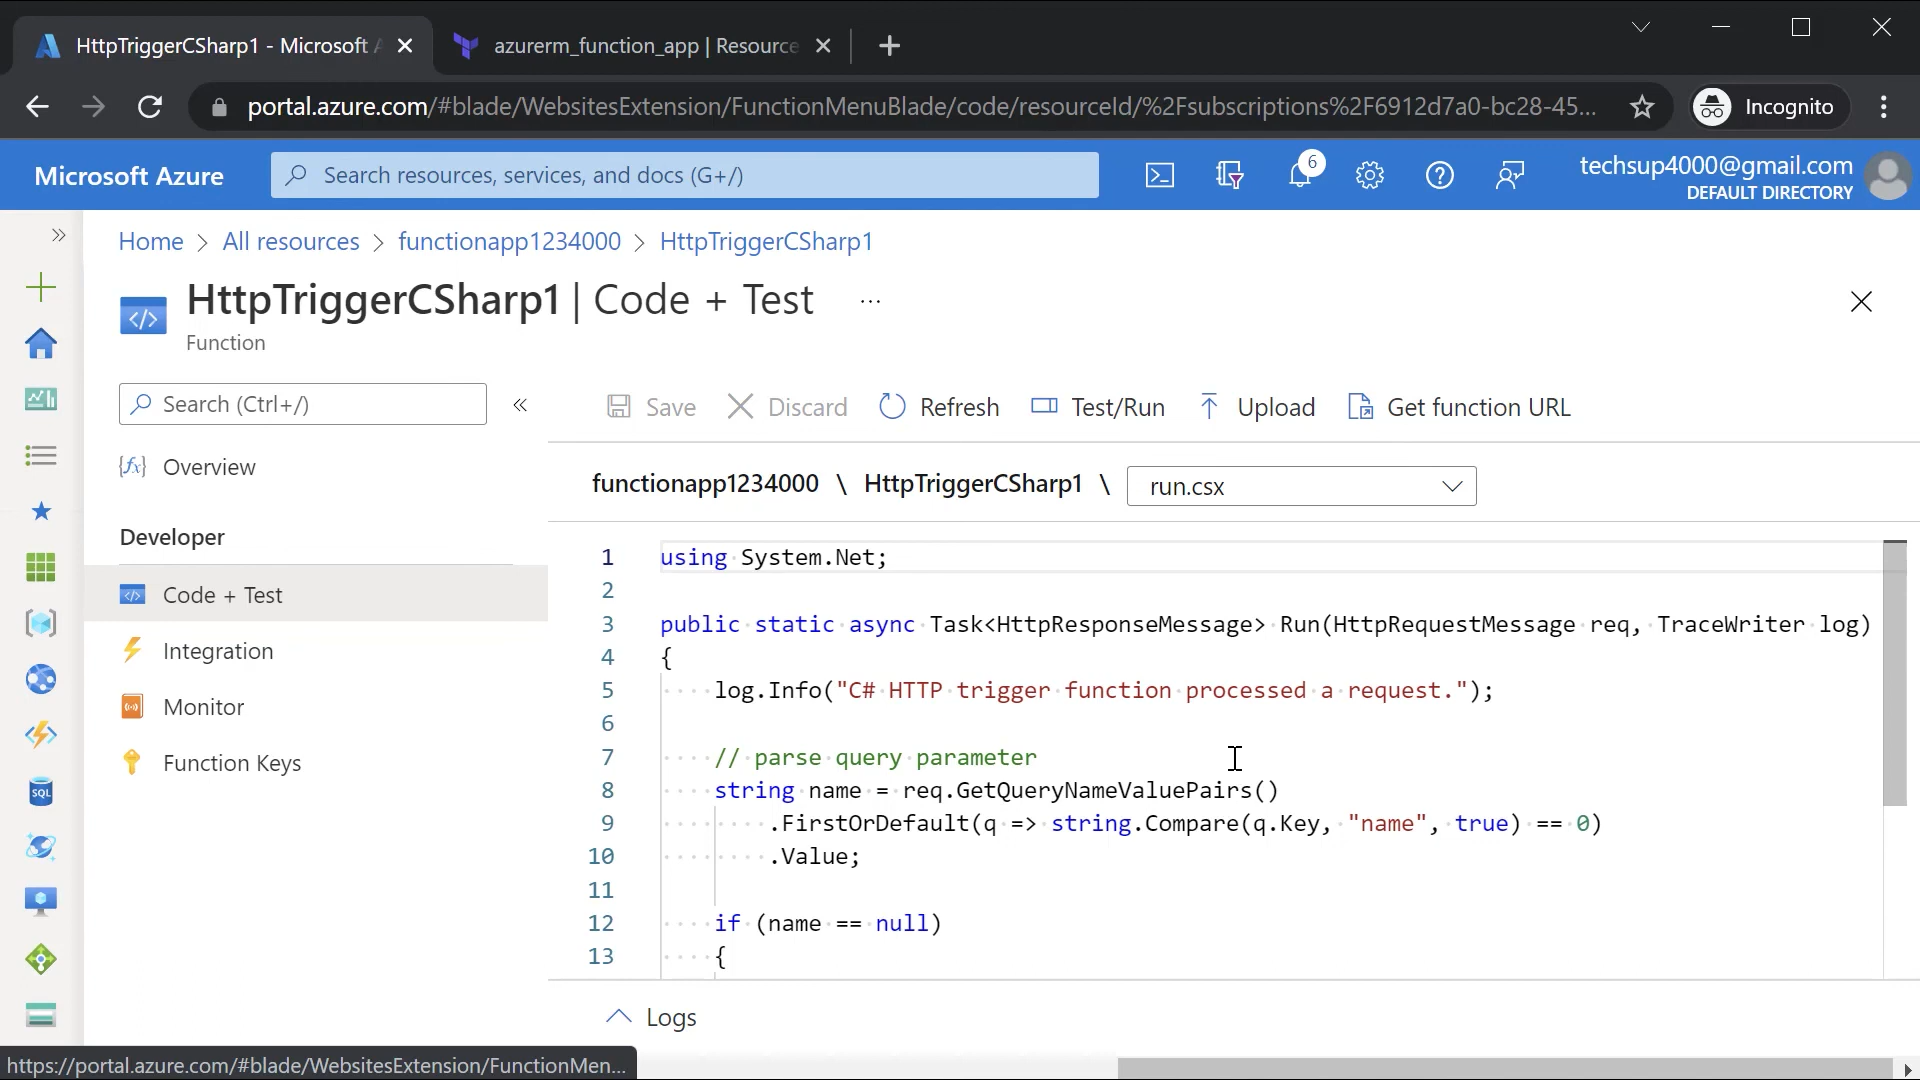 HttpTriggerCSharp1 - Microsoft A
azurerm_function_app | Resource
portal.azure.com/#blade/WebsitesExtension/FunctionMenuBlade/code/resourceId/%2Fsubscriptions%2F6912d7a0-bc28-45...
Incognito
Microsoft Azure
Search resources, services, and docs (G+/)
6
techsup4000@gmail.com
DEFAULT DIRECTORY
Home > All resources > functionapp1234000 > HttpTriggerCSharp1
HttpTriggerCSharp1 | Code + Test ...
Function
Search (Ctrl+/)
Save
Discard
Refresh
Test/Run
Upload
Get function URL
Overview
Developer
Code + Test
Integration
Monitor
Function Keys
SQL
functionapp1234000 \ HttpTriggerCSharp1 \ run.csx
1 using System.Net;
2
3 public static async Task<HttpResponseMessage> Run(HttpRequestMessage req, TraceWriter log)
4 {
5     log.Info("C# HTTP trigger function processed a request.");
6
7     // parse query parameter
8     string name = req.GetQueryNameValuePairs()
9         .FirstOrDefault(q => string.Compare(q.Key, "name", true) == 0)
10         .Value;
11
12     if (name == null)
13     {
Logs
https://portal.azure.com/#blade/WebsitesExtension/FunctionMen...